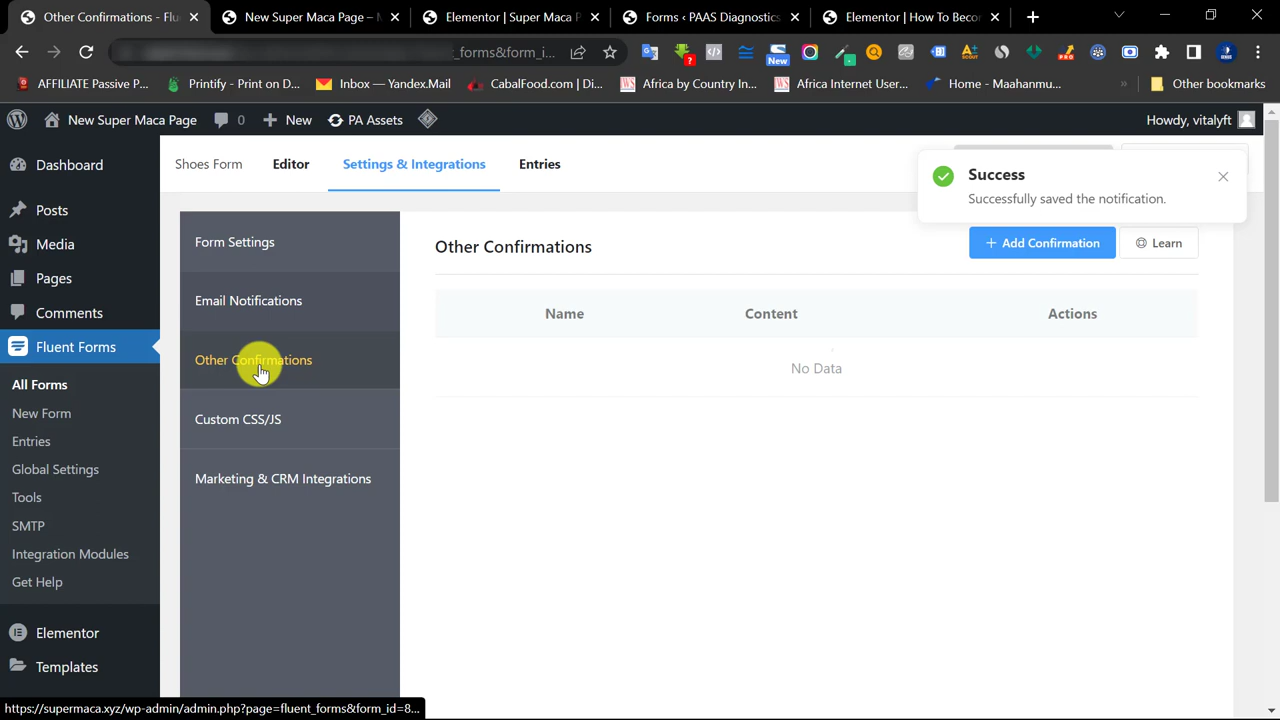 Other Confirmations - Flu
New Super Maca Page –
Elementor | Super Maca P
Forms ‹ PAAS Diagnostics
Elementor | How To Becor
_forms&form_i...
New
PRO
AFFILIATE Passive P...
Printify - Print on D...
Inbox — Yandex.Mail
CabalFood.com | Di...
Africa by Country In...
Africa Internet User...
Home - Maahanmu...
»
Other bookmarks
New Super Maca Page
0
New
PA Assets
Howdy, vitalyft
Dashboard
Posts
Media
Pages
Comments
Fluent Forms
All Forms
New Form
Entries
Global Settings
Tools
SMTP
Integration Modules
Get Help
Elementor
Templates
Shoes Form
Editor
Settings & Integrations
Entries
Success
Successfully saved the notification.
Form Settings
Email Notifications
Other Confirmations
Custom CSS/JS
Marketing & CRM Integrations
Other Confirmations
Add Confirmation
Learn
Name
Content
Actions
No Data
https://supermaca.xyz/wp-admin/admin.php?page=fluent_forms&form_id=8...